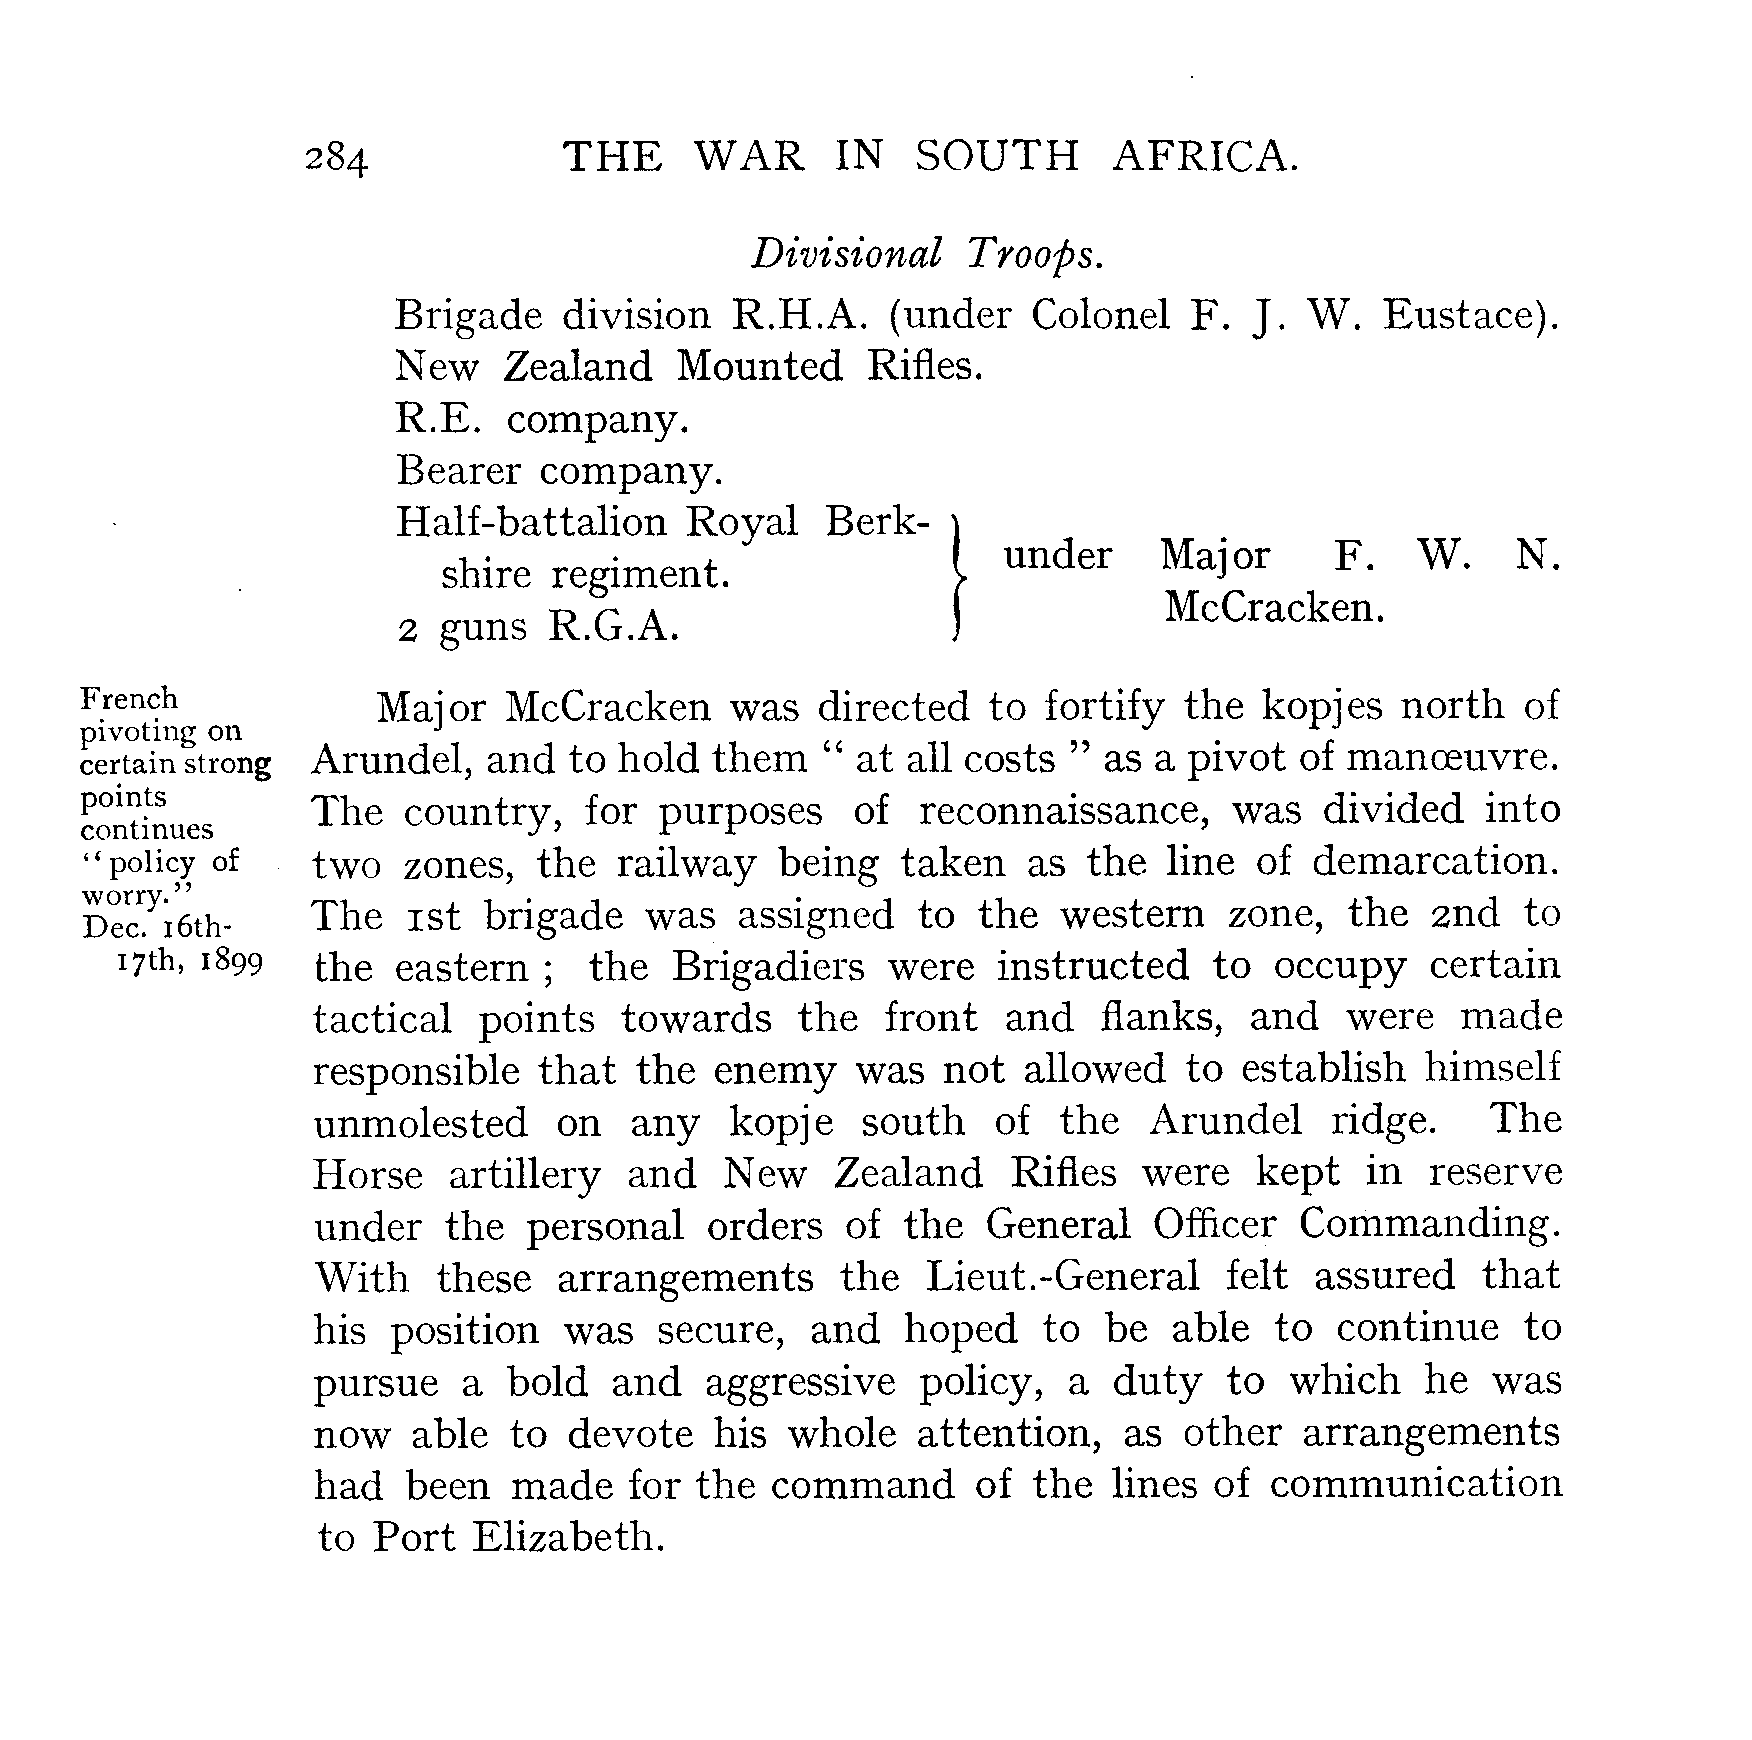 284 THE WAR IN SOUTH AFRICA.
Divisional Troops.
Brigade division R.H.A. (under Colonel F. J. W. Eustace).
New Zealand Mounted Rifles.
R.E. company.
Bearer company.
Half-battalion Royal Berk-
shire regiment.
2 guns R.G.A.
under Major F. W. N.
McCracken.
French
pivoting on
certain strong
points
continues
“policy of
worry.”
Dec. 16th-
17th, 1899
Major McCracken was directed to fortify the kopjes north of
Arundel, and to hold them “ at all costs ” as a pivot of manœuvre.
The country, for purposes of reconnaissance, was divided into
two zones, the railway being taken as the line of demarcation.
The 1st brigade was assigned to the western zone, the 2nd to
the eastern ; the Brigadiers were instructed to occupy certain
tactical points towards the front and flanks, and were made
responsible that the enemy was not allowed to establish himself
unmolested on any kopje south of the Arundel ridge. The
Horse artillery and New Zealand Rifles were kept in reserve
under the personal orders of the General Officer Commanding.
With these arrangements the Lieut.-General felt assured that
his position was secure, and hoped to be able to continue to
pursue a bold and aggressive policy, a duty to which he was
now able to devote his whole attention, as other arrangements
had been made for the command of the lines of communication
to Port Elizabeth.